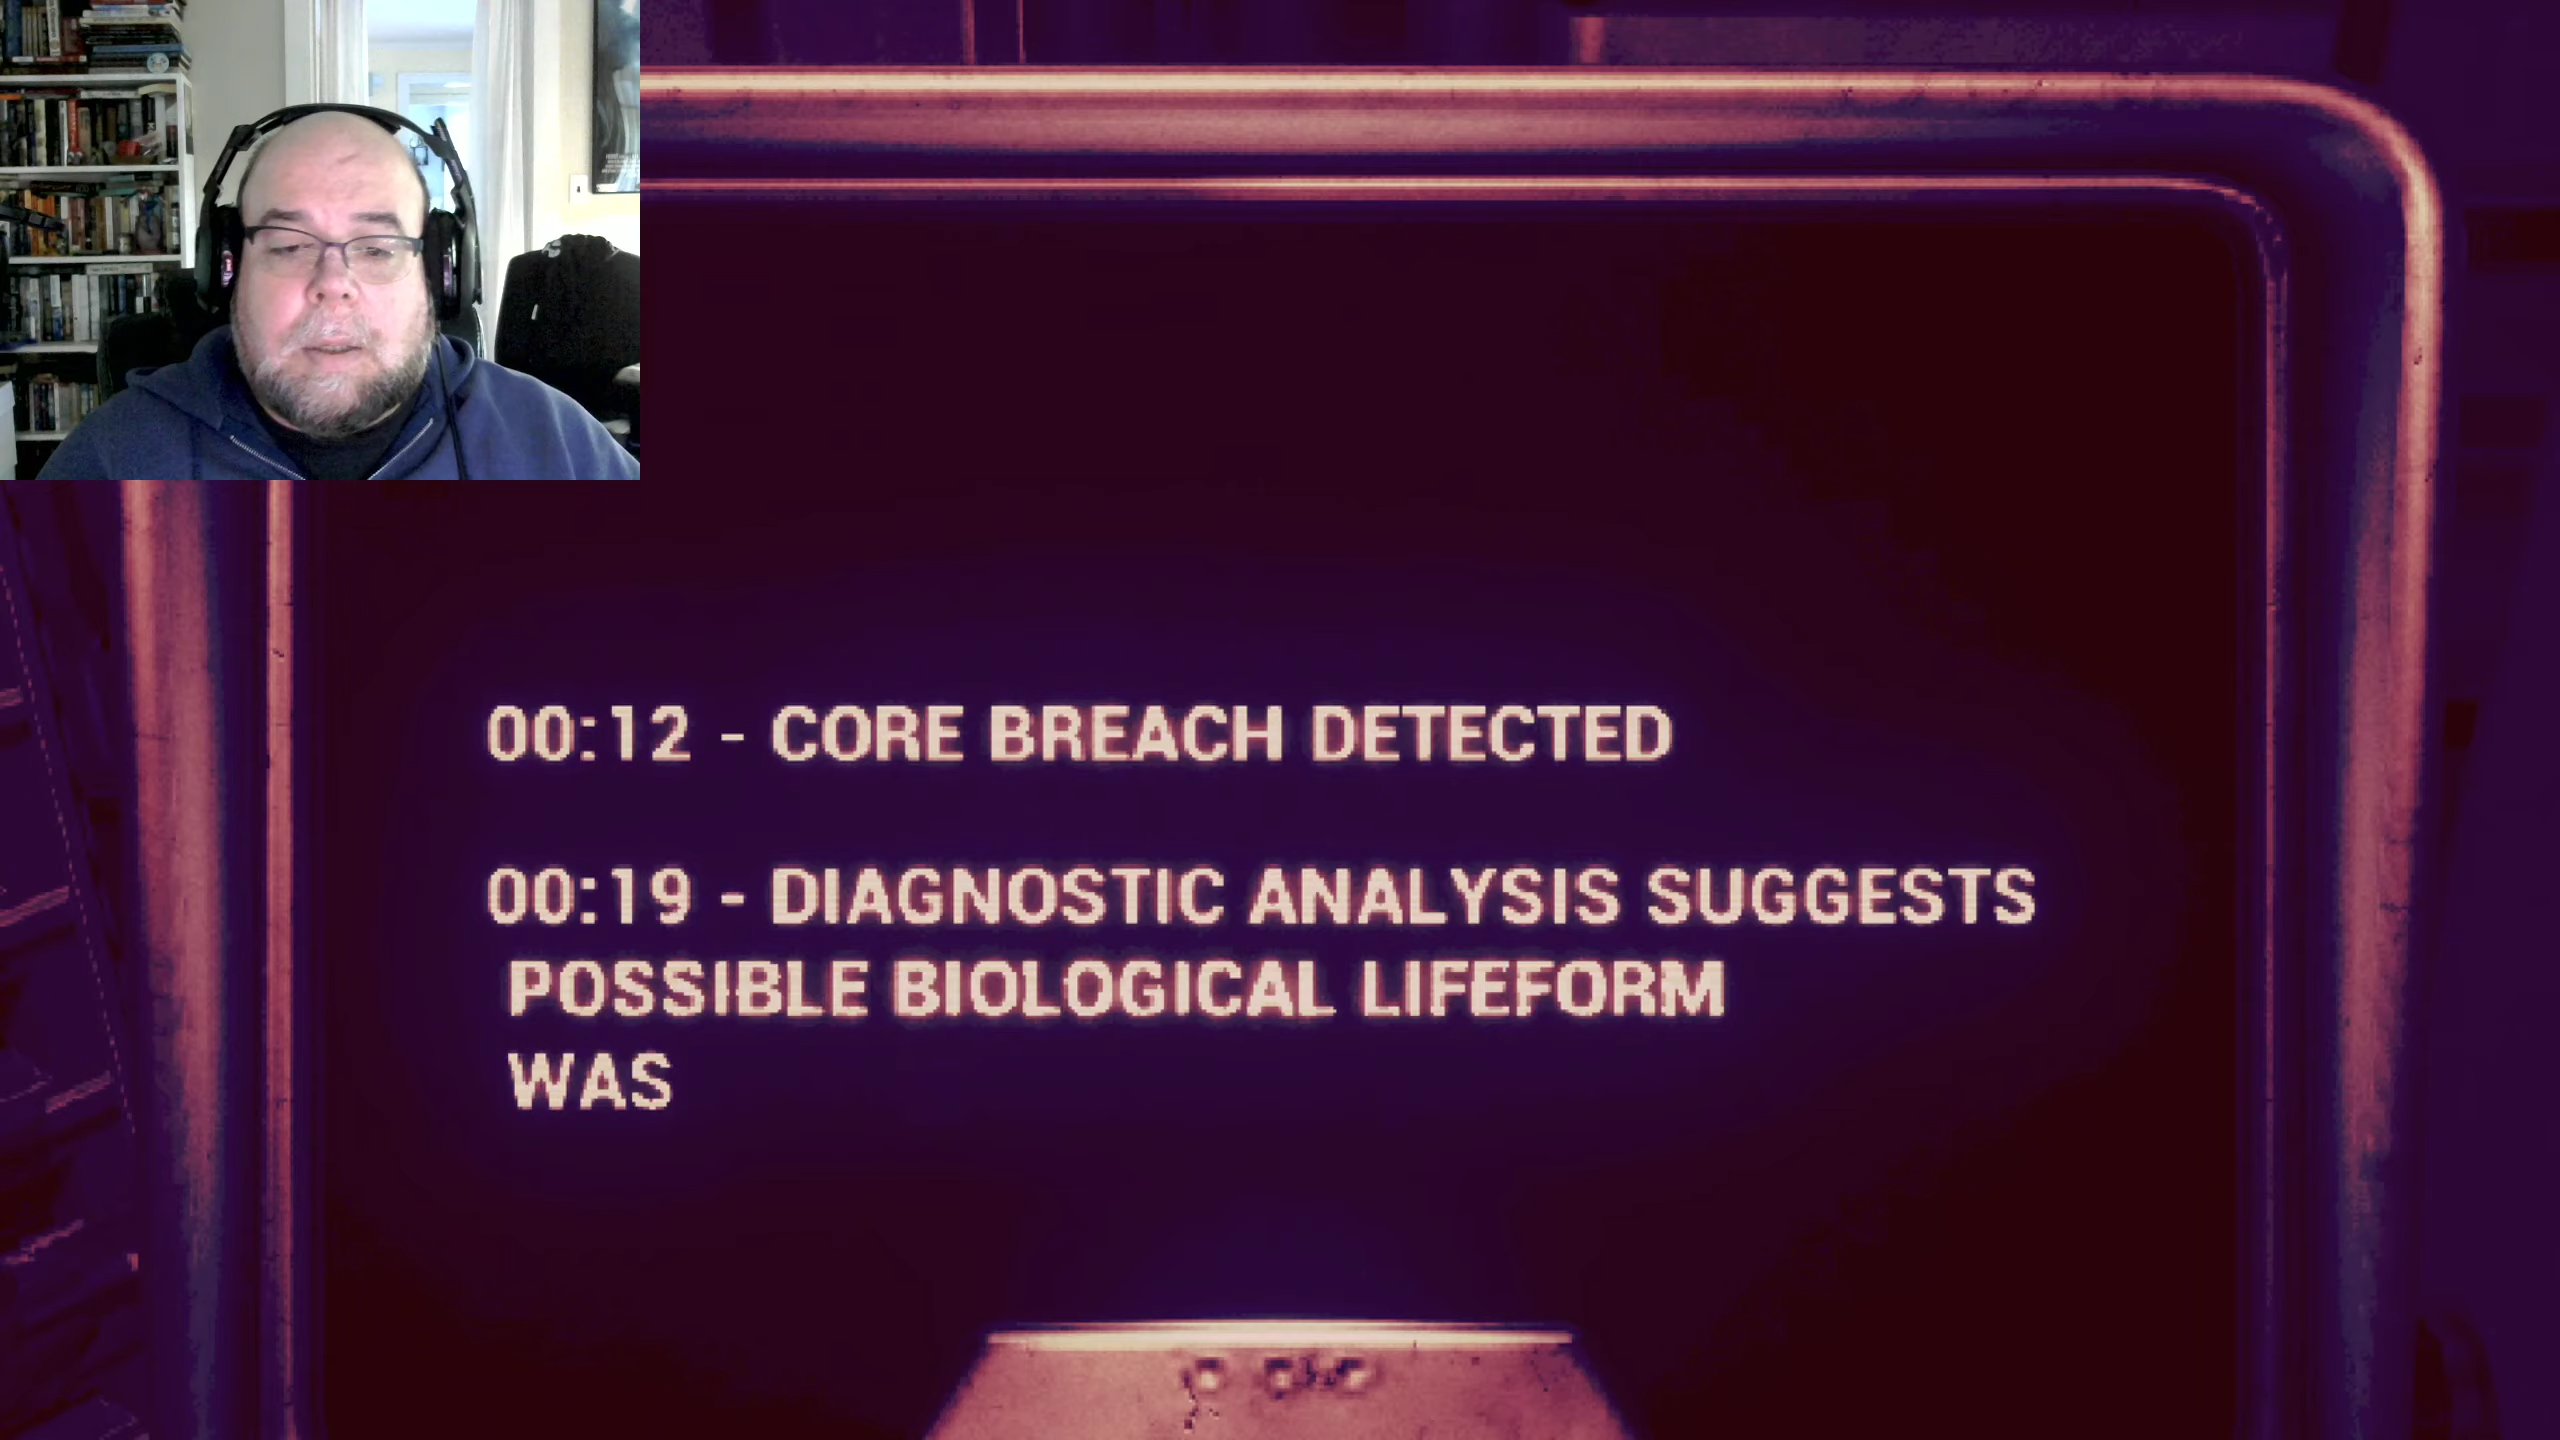 00:12 - CORE BREACH DETECTED
00:19 - DIAGNOSTIC ANALYSIS SUGGESTS
POSSIBLE BIOLOGICAL LIFEFORM
WAS